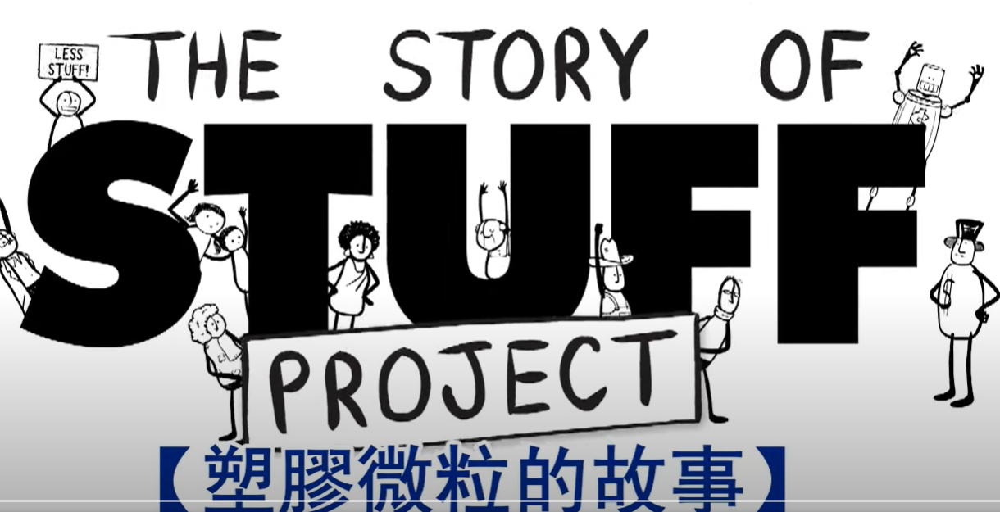 LESS
STUFF!
THE STORY OF
STUFF
PROJECT
【塑膠微粒的故事】